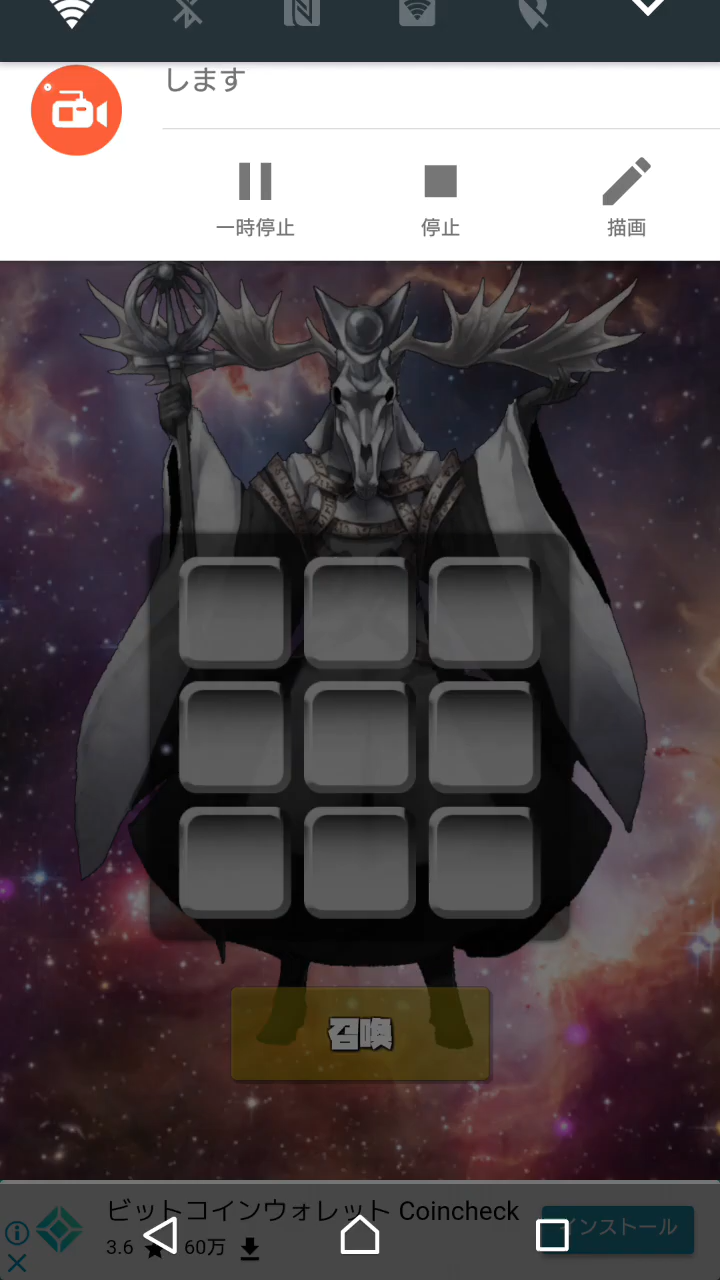 します
一時停止
停止
描画
召喚
ビットコインウォレット Coincheck
3.6 ★ 60万
インストール